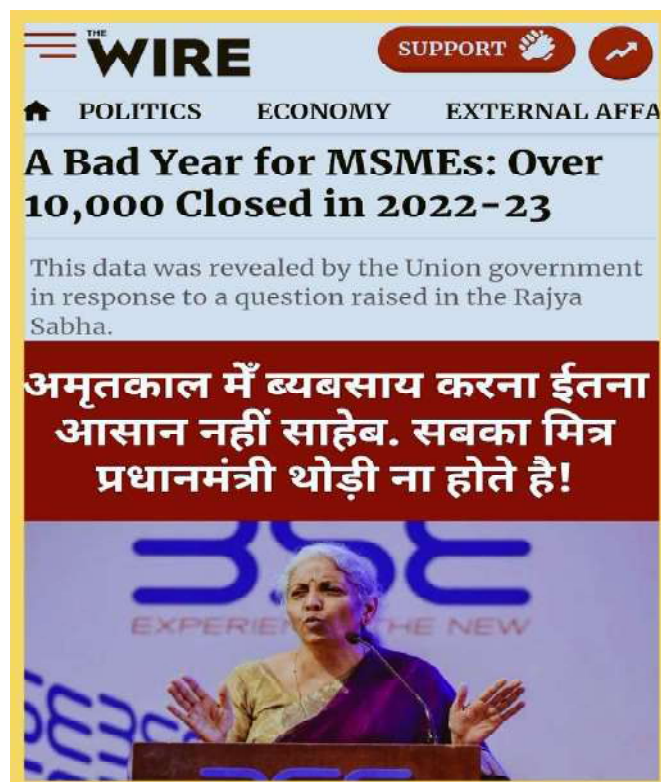 THE
WIRE
SUPPORT
POLITICS ECONOMY EXTERNAL AFFA
A Bad Year for MSMEs: Over
10,000 Closed in 2022-23
This data was revealed by the Union government
in response to a question raised in the Rajya
Sabha.
अमृतकाल मेँ ब्यबसाय करना ईतना
आसान नहीं साहेब. सबका मित्र
प्रधानमंत्री थोड़ी ना होते है!
BSE
EXPERIEN THE NEW